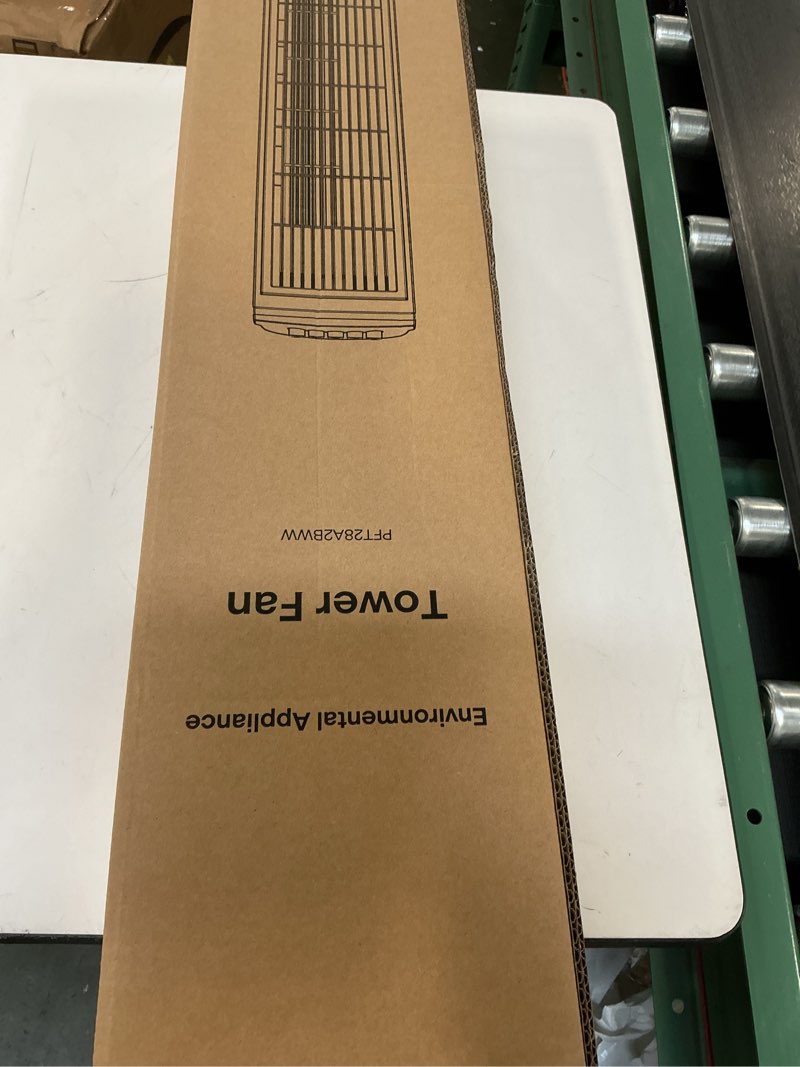 Environmental Appliance
Tower Fan
PFT28A2BWW